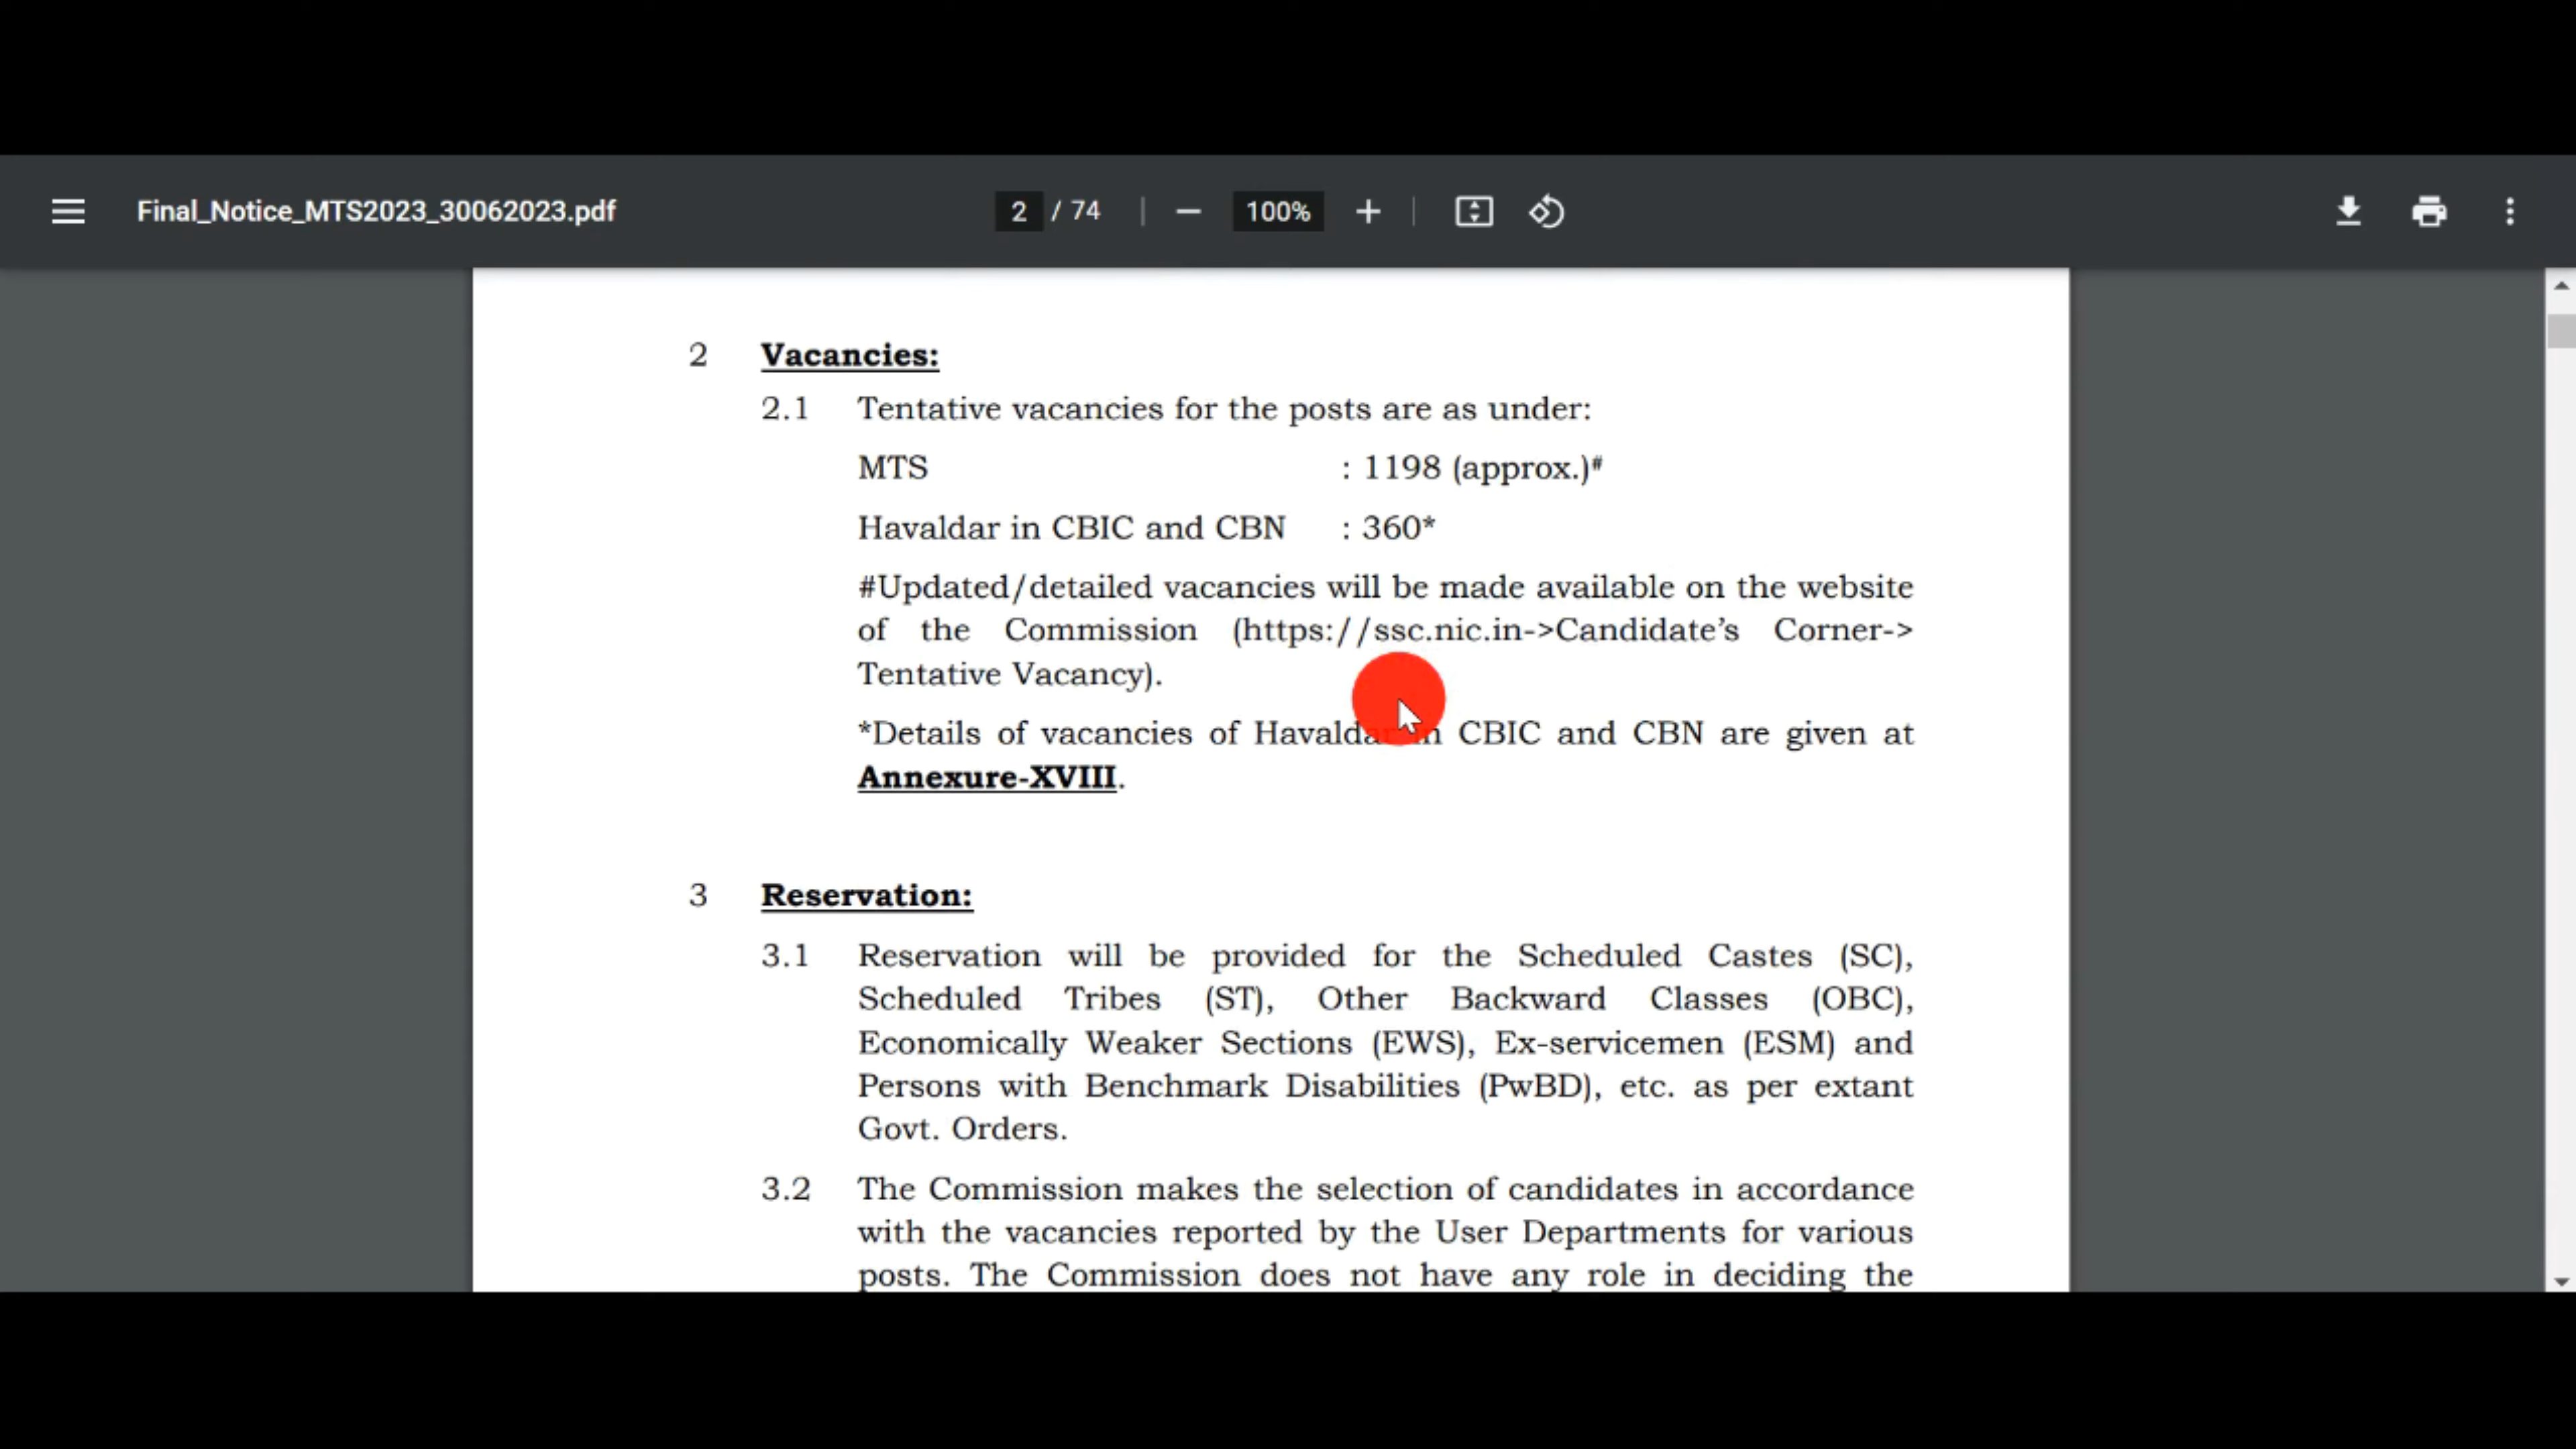 Final_Notice_MTS2023_30062023.pdf
2 / 74
100%
2 Vacancies:
2.1 Tentative vacancies for the posts are as under:
MTS : 1198 (approx.)#
Havaldar in CBIC and CBN : 360*
#Updated/detailed vacancies will be made available on the website
of the Commission (https://ssc.nic.in->Candidate’s Corner->
Tentative Vacancy).
*Details of vacancies of Havaldar in CBIC and CBN are given at
Annexure-XVIII.
3 Reservation:
3.1 Reservation will be provided for the Scheduled Castes (SC),
Scheduled Tribes (ST), Other Backward Classes (OBC),
Economically Weaker Sections (EWS), Ex-servicemen (ESM) and
Persons with Benchmark Disabilities (PwBD), etc. as per extant
Govt. Orders.
3.2 The Commission makes the selection of candidates in accordance
with the vacancies reported by the User Departments for various
posts. The Commission does not have any role in deciding the